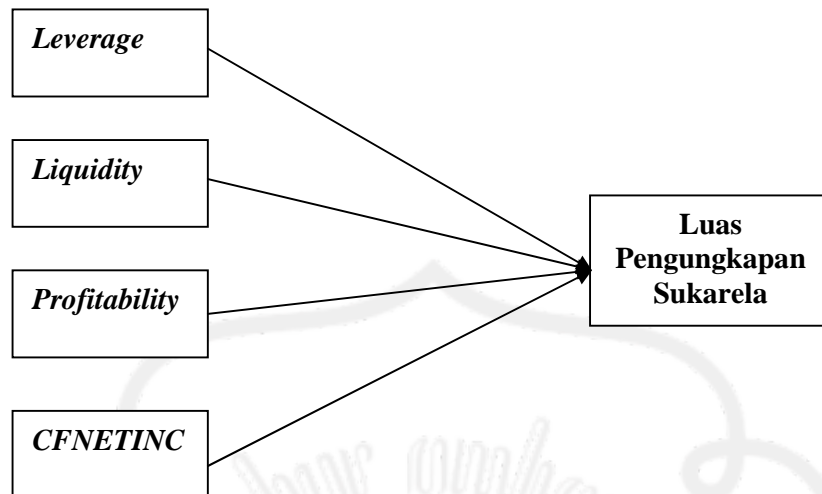 Leverage
Liquidity
Luas
Pengungkapan
Sukarela
Profitability
CFNETINC